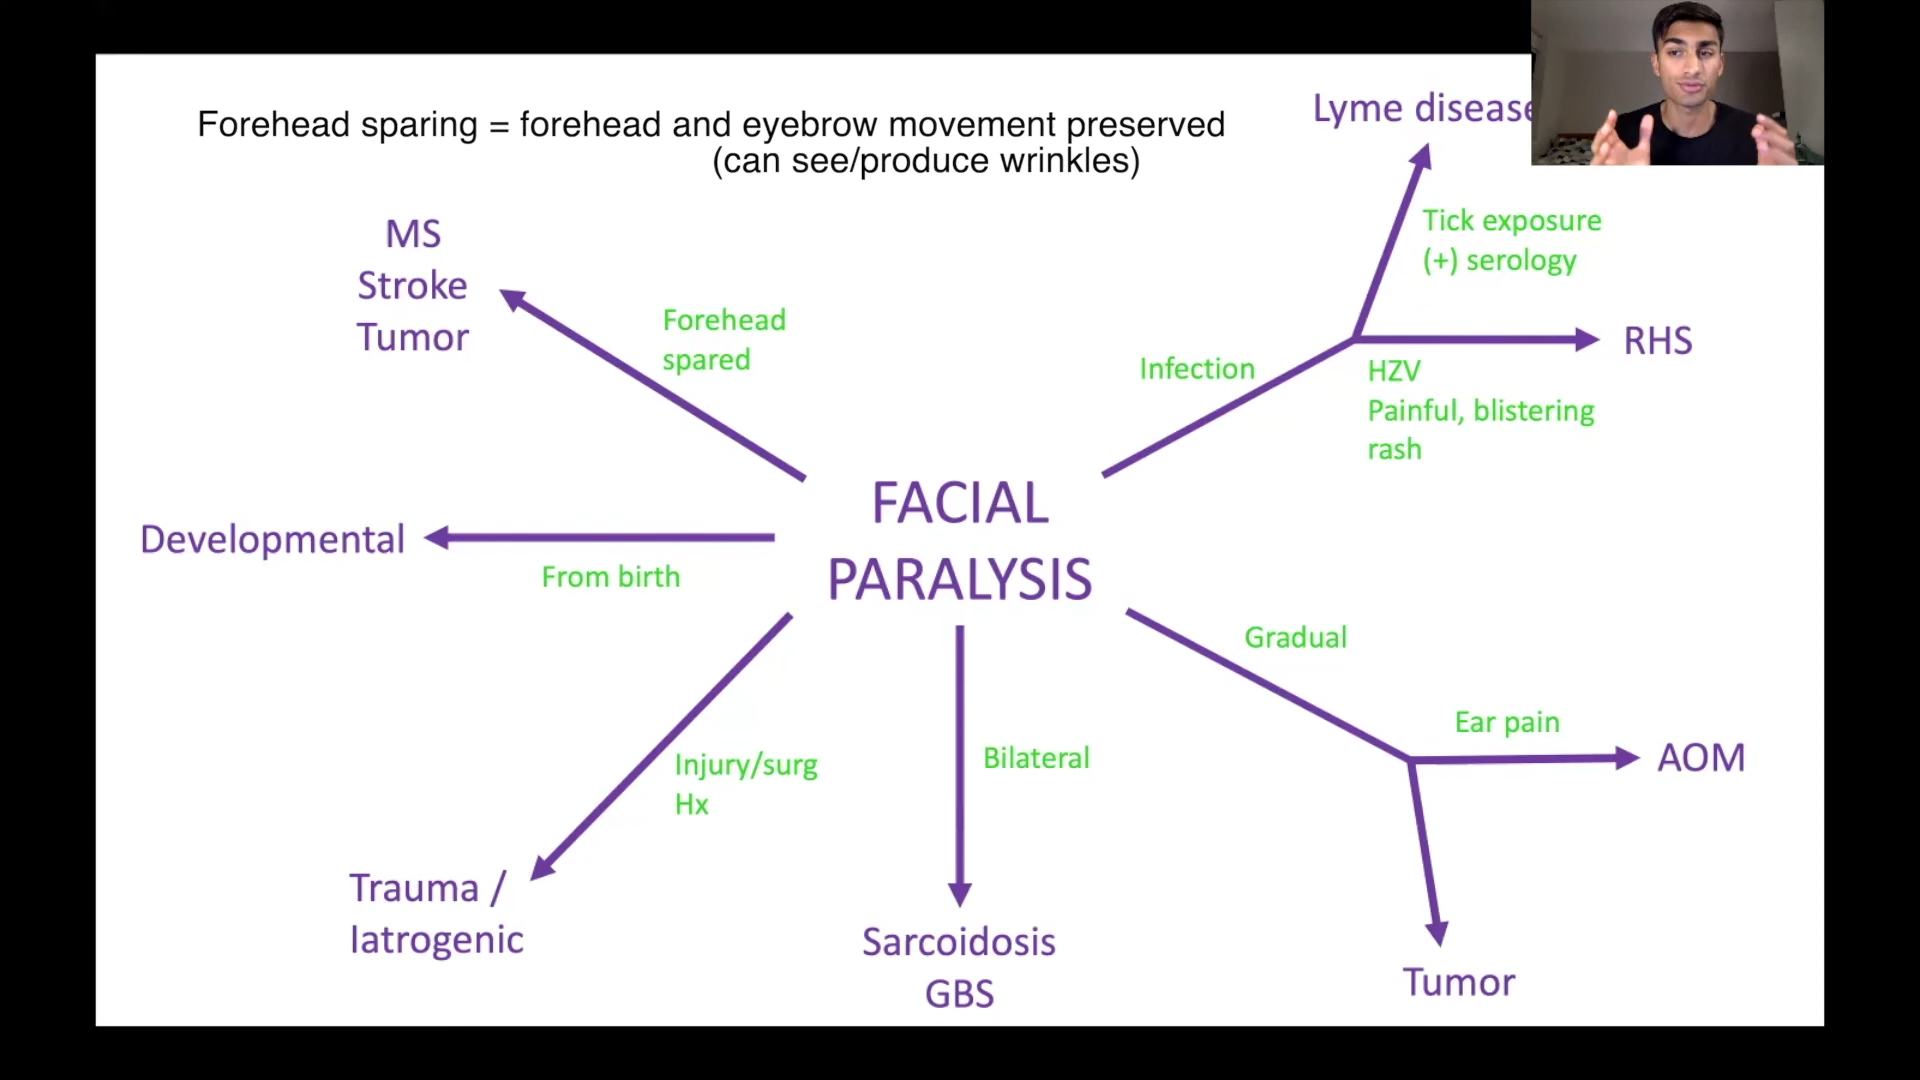 Forehead sparing = forehead and eyebrow movement preserved
(can see/produce wrinkles)
Lyme disease
Tick exposure
(+) serology
MS
Stroke
Tumor
Forehead
spared
Infection
RHS
HZV
Painful, blistering
rash
FACIAL
PARALYSIS
Developmental
From birth
Gradual
Ear pain
AOM
Injury/surg
Hx
Bilateral
Trauma /
Iatrogenic
Sarcoidosis
GBS
Tumor